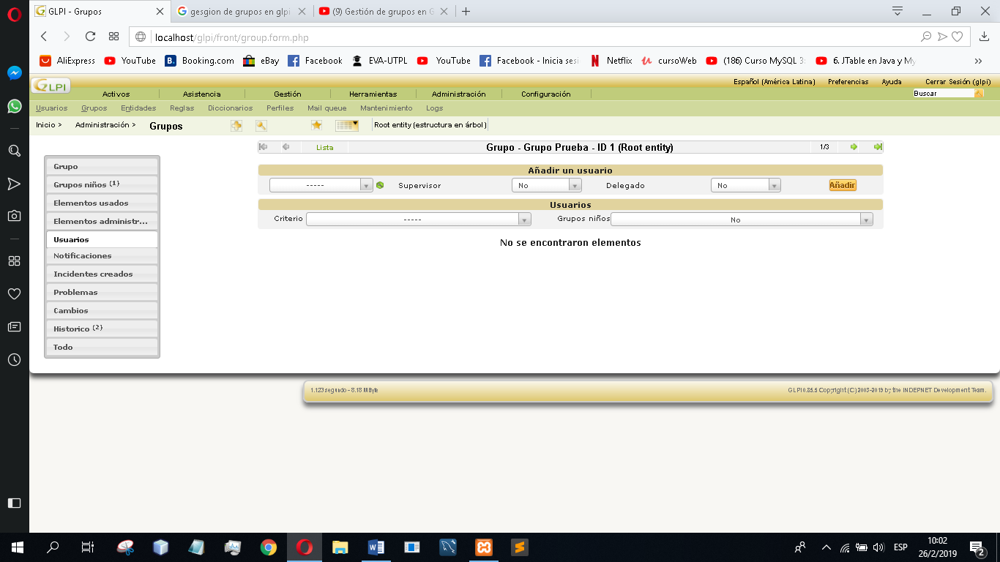 GLPI - Grupos
gesgion de grupos en glpi
(9) Gestión de grupos en G
localhost/glpi/front/group.form.php
AliExpress YouTube Booking.com eBay Facebook EVA-UTPL YouTube Facebook - Inicia sesi Netflix cursoWeb (186) Curso MySQL 3: 6. JTable en Java y My
GLPI
Español (América Latina) Preferencias Ayuda Cerrar Sesión (glpi)
Activos Asistencia Gestión Herramientas Administración Configuración
Buscar
Usuarios Grupos Entidades Reglas Diccionarios Perfiles Mail queue Mantenimiento Logs
Inicio > Administración > Grupos
Root entity (estructura en árbol)
Lista Grupo - Grupo Prueba - ID 1 (Root entity) 1/3
Grupo
Grupos niños (1)
Elementos usados
Elementos administr...
Usuarios
Notificaciones
Incidentes creados
Problemas
Cambios
Historico (2)
Todo
Añadir un usuario
----- Supervisor No Delegado No Añadir
Usuarios
Criterio ----- Grupos niños No
No se encontraron elementos
1.123 segundo - 8.18 MByte
GLPI 0.85.5 Copyright (C) 2003-2019 by the INDEPNET Development Team.
ESP
10:02
26/2/2019
2